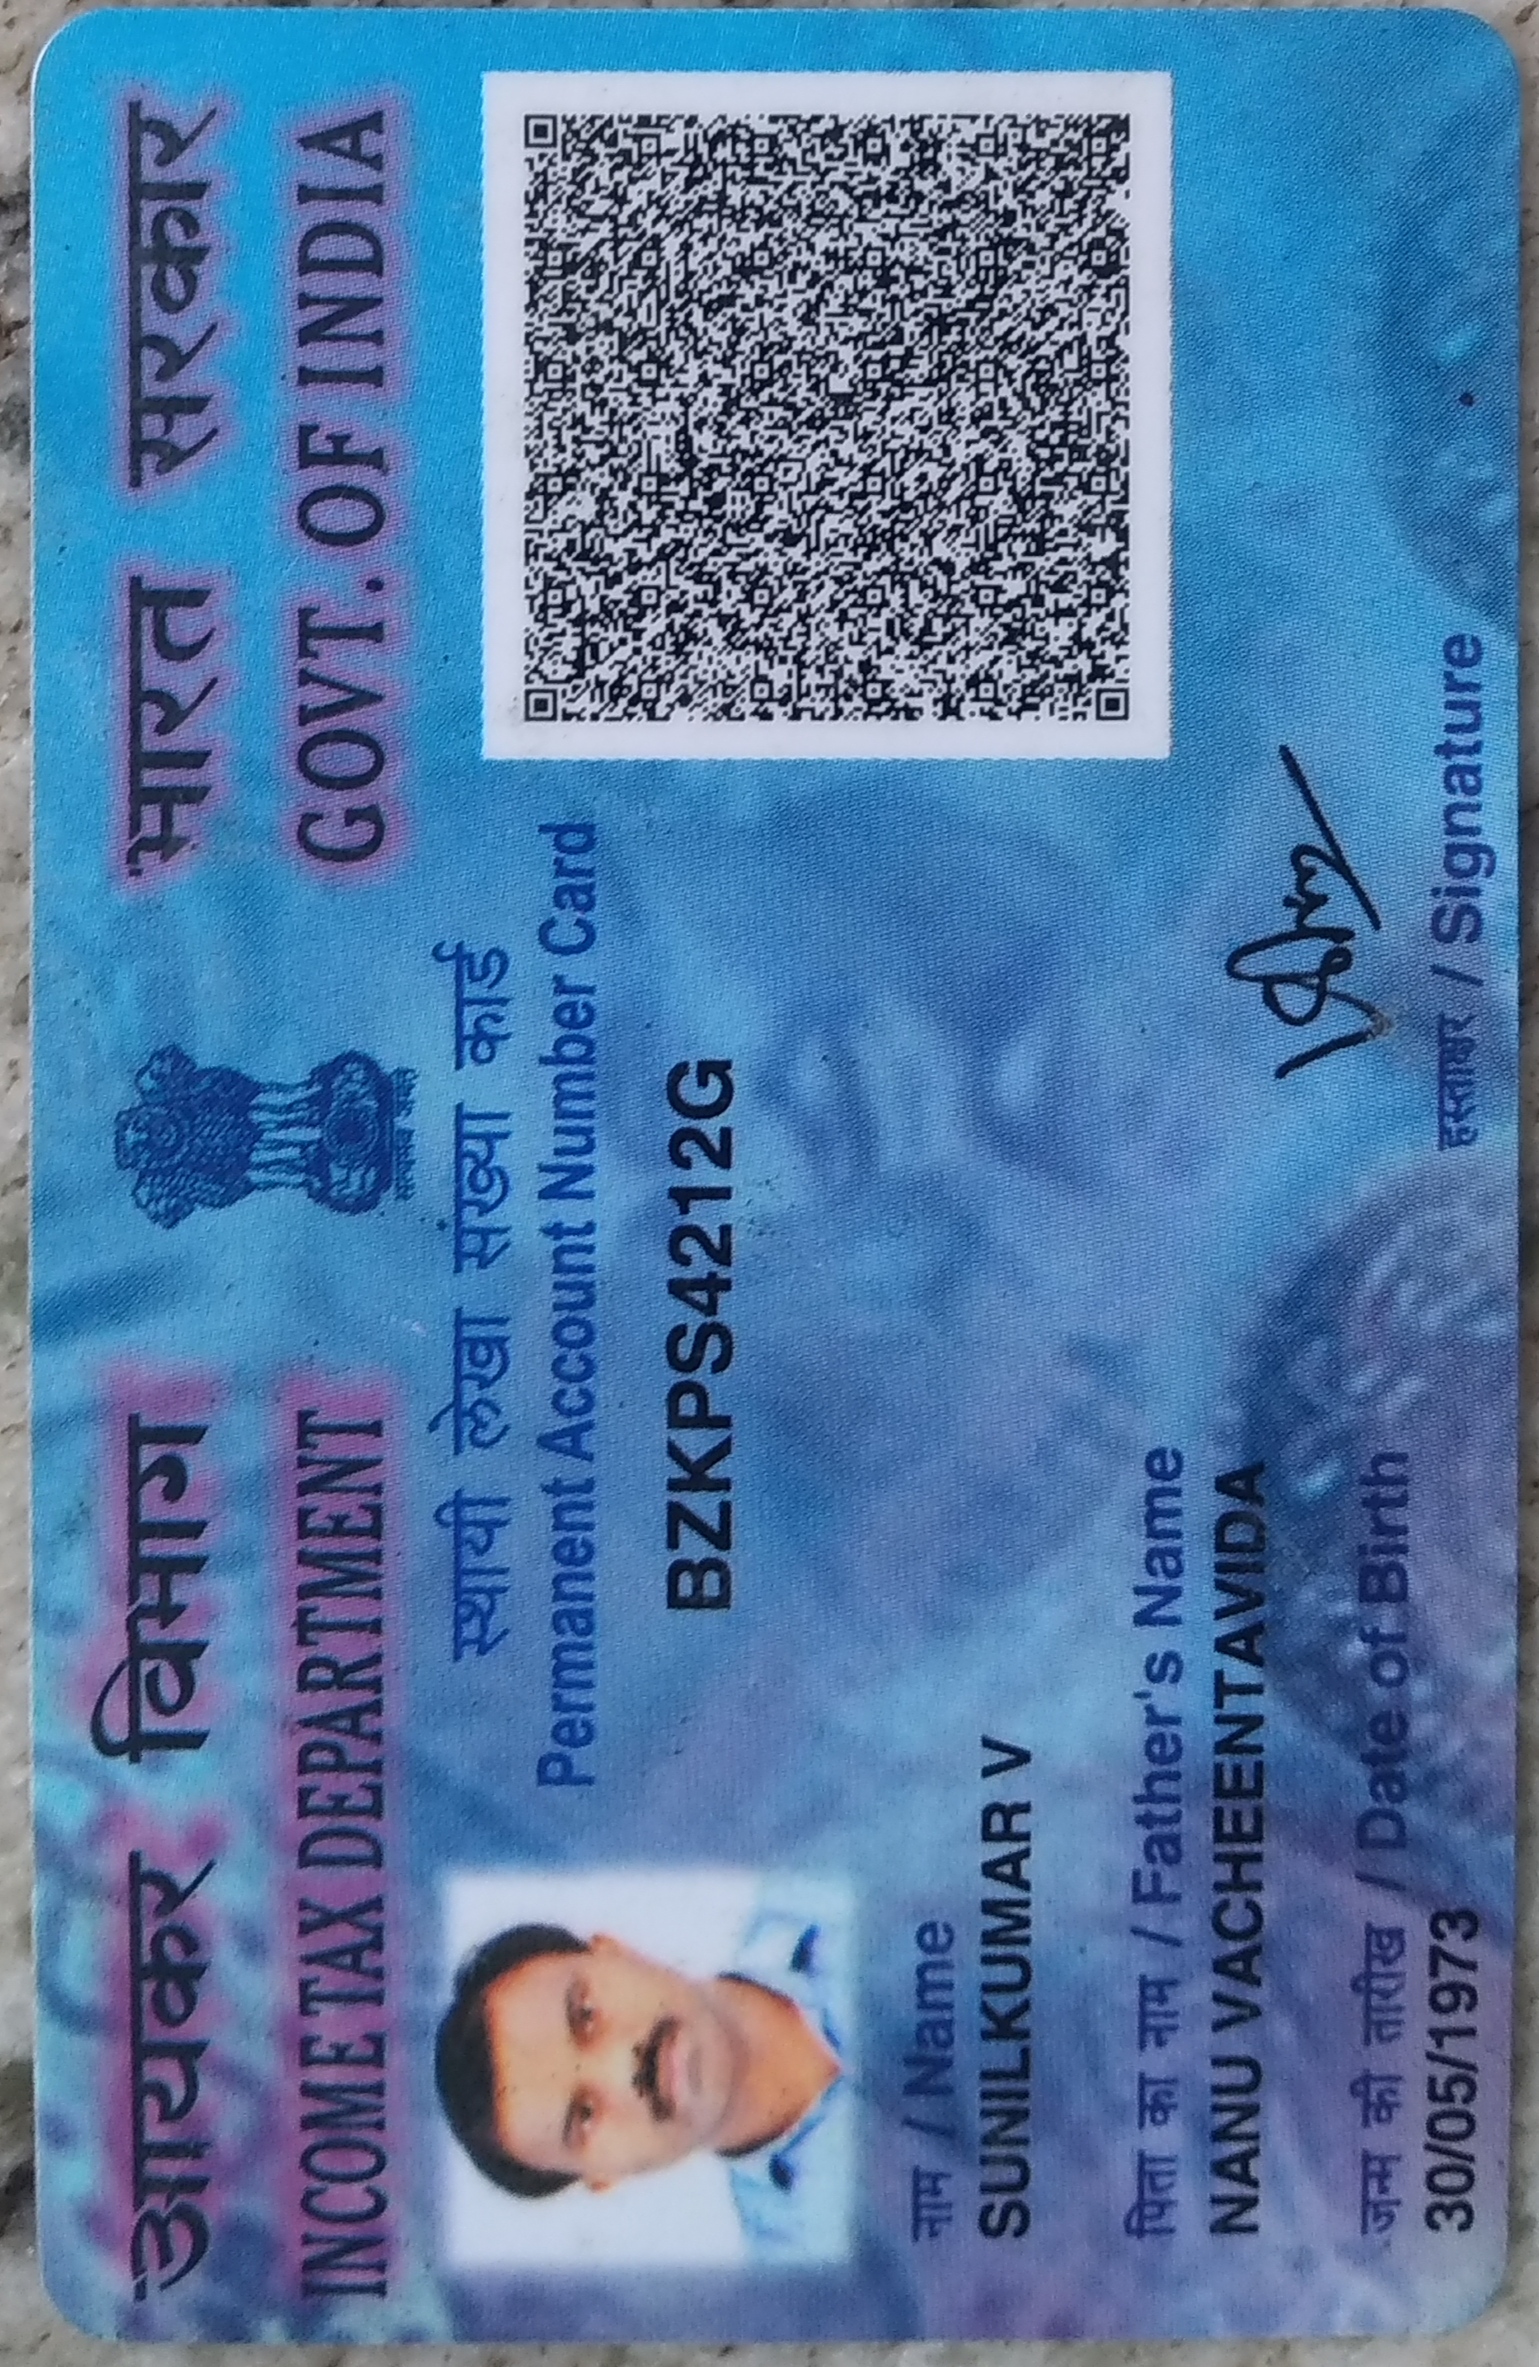 आयकर विभाग
INCOME TAX DEPARTMENT
भारत सरकार
GOVT. OF INDIA
स्थायी लेखा संख्या कार्ड
Permanent Account Number Card
BZKPS4212G
नाम / Name
SUNILKUMAR V
पिता का नाम / Father's Name
NANU VACHEENTAVIDA
जन्म की तारीख / Date of Birth
30/05/1973
हस्ताक्षर / Signature